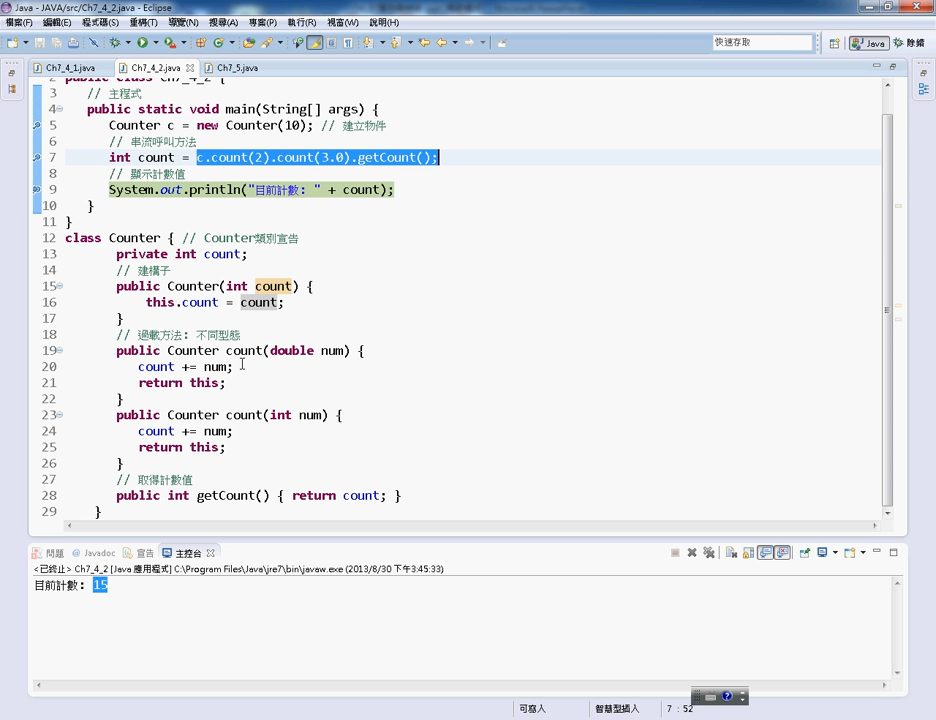 Java - JAVA/src/Ch7_4_2.java - Eclipse
檔案(F) 編輯(E) 程式碼(S) 重構(T) 導覽(N) 搜尋(A) 專案(P) 執行(R) 視窗(W) 說明(H)
快速存取
Java
除錯
Ch7_4_1.java
Ch7_4_2.java
Ch7_5.java
2 public class Ch7_4_2 {
3 // 主程式
4 public static void main(String[] args) {
5 Counter c = new Counter(10); // 建立物件
6 // 串流呼叫方法
7 int count = c.count(2).count(3.0).getCount();
8 // 顯示計數值
9 System.out.println("目前計數: " + count);
10 }
11 }
12 class Counter { // Counter類別宣告
13 private int count;
14 // 建構子
15 public Counter(int count) {
16 this.count = count;
17 }
18 // 過載方法: 不同型態
19 public Counter count(double num) {
20 count += num;
21 return this;
22 }
23 public Counter count(int num) {
24 count += num;
25 return this;
26 }
27 // 取得計數值
28 public int getCount() { return count; }
29 }
問題 @ Javadoc 宣告 主控台
<已終止> Ch7_4_2 [Java 應用程式] C:\Program Files\Java\jre7\bin\javaw.exe (2013/8/30 下午3:45:33)
目前計數: 15
可寫入 智慧型插入 7 : 52